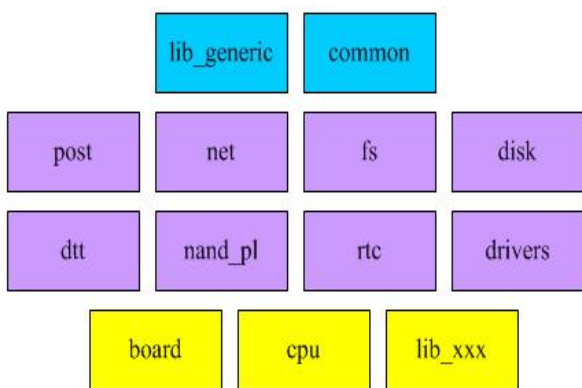 lib_generic common
post net fs disk
dtt nand_pl rtc drivers
board cpu lib_xxx